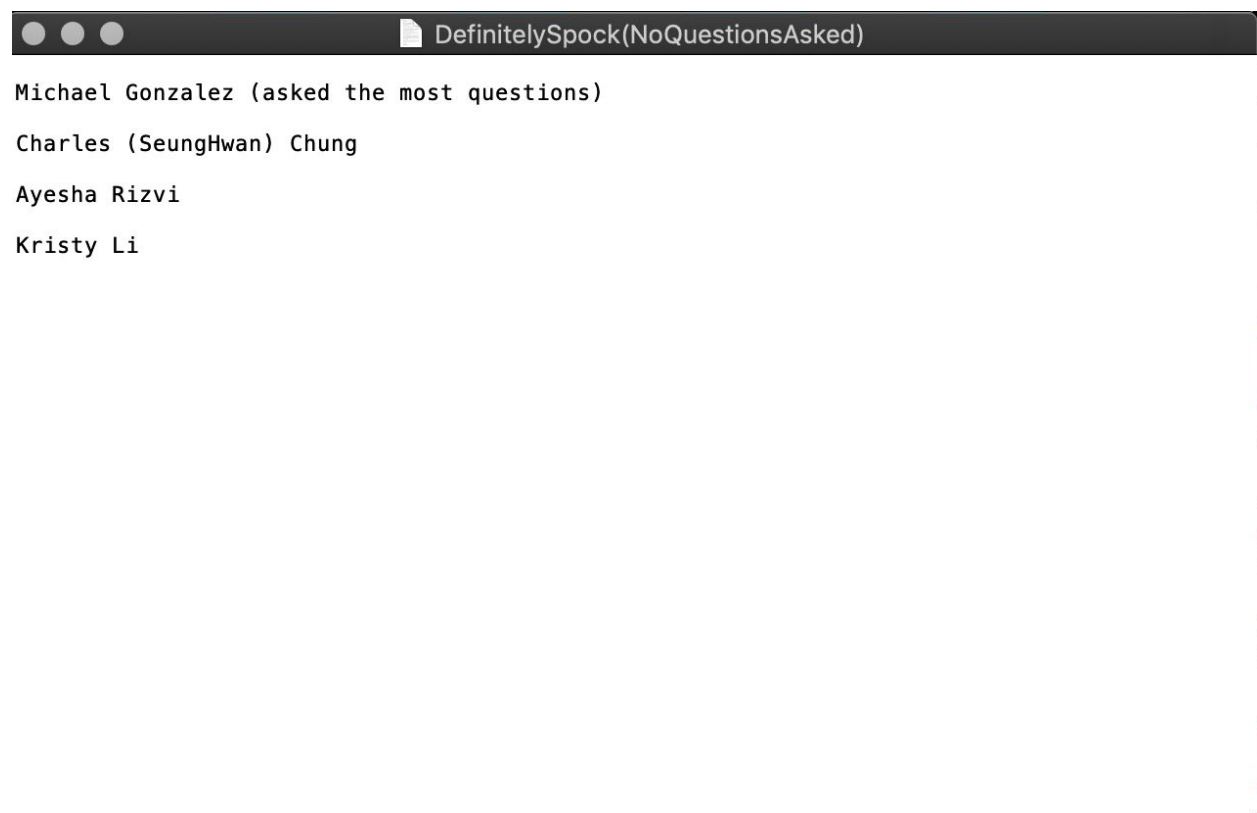 DefinitelySpock(NoQuestionsAsked)
Michael Gonzalez (asked the most questions)
Charles (SeungHwan) Chung
Ayesha Rizvi
Kristy Li